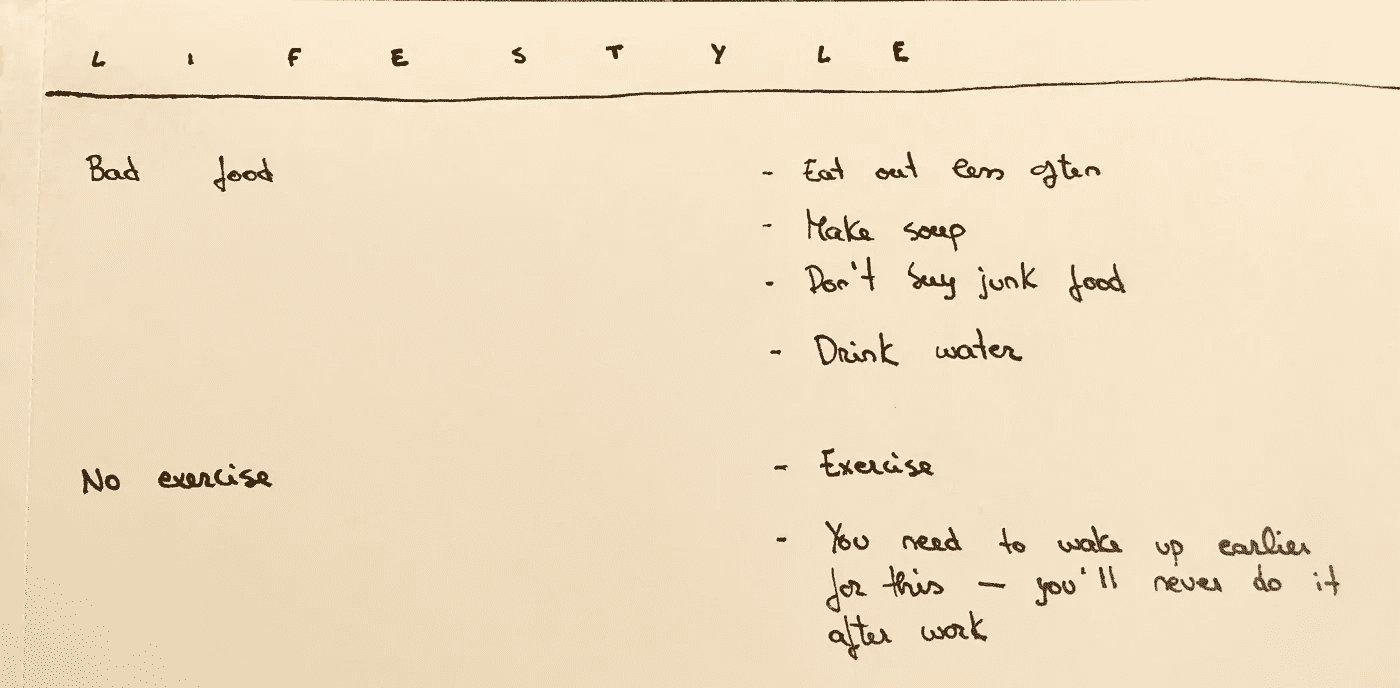 L I F E S T Y L E
Bad food - Eat out less often
- Make soup
- Don't buy junk food
- Drink water
No exercise - Exercise
- You need to wake up earlier
for this — you'll never do it
after work